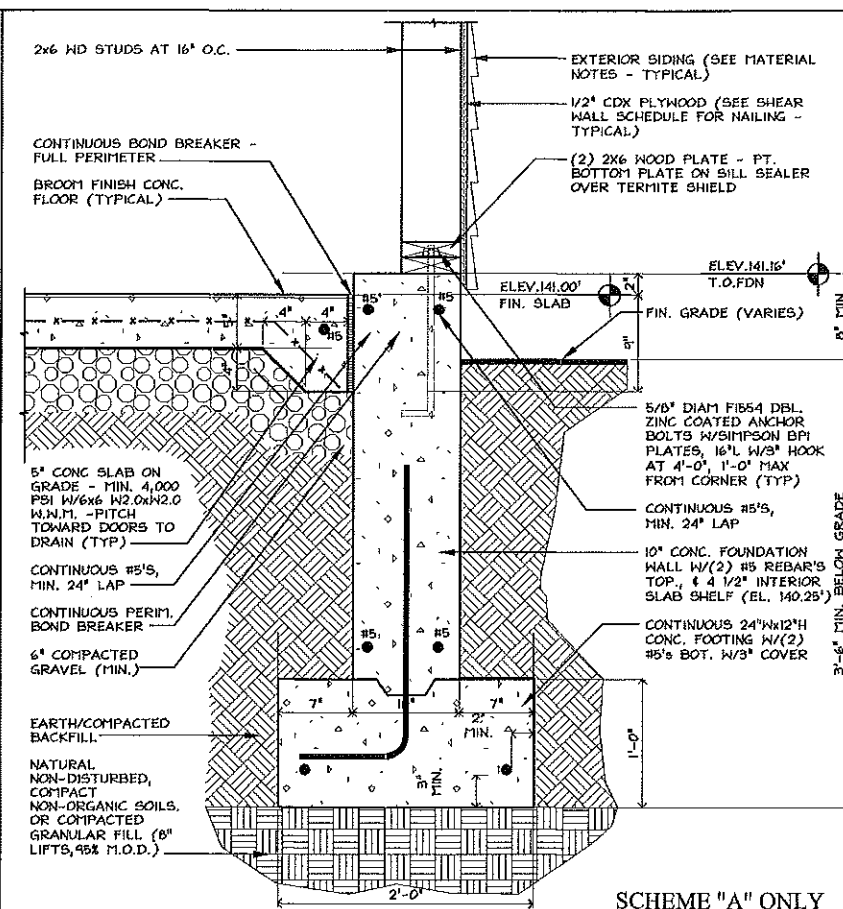 2x6 WD STUDS AT 16" O.C.
CONTINUOUS BOND BREAKER -
FULL PERIMETER
BROOM FINISH CONC.
FLOOR (TYPICAL)
EXTERIOR SIDING (SEE MATERIAL
NOTES - TYPICAL)
1/2" CDX PLYWOOD (SEE SHEAR
WALL SCHEDULE FOR NAILING -
TYPICAL)
(2) 2X6 WOOD PLATE - PT.
BOTTOM PLATE ON SILL SEALER
OVER TERMITE SHIELD
ELEV.141.16'
T.O.FDN
ELEV.141.00'
FIN. SLAB
2"
8" MIN.
FIN. GRADE (VARIES)
9"
#5
#5
4"
4"
5"
#5
4"
5" CONC SLAB ON
GRADE - MIN. 4,000
PSI W/6x6 W2.0xW2.0
W.W.M. -PITCH
TOWARD DOORS TO
DRAIN (TYP)
CONTINUOUS #5'S,
MIN. 24" LAP
CONTINUOUS PERIM.
BOND BREAKER
6" COMPACTED
GRAVEL (MIN.)
EARTH/COMPACTED
BACKFILL
NATURAL
NON-DISTURBED,
COMPACT
NON-ORGANIC SOILS,
OR COMPACTED
GRANULAR FILL (8"
LIFTS,95% M.O.D.)
5/8" DIAM F1554 DBL.
ZINC COATED ANCHOR
BOLTS W/SIMPSON BP1
PLATES, 16"L W/3" HOOK
AT 4'-0", 1'-0" MAX
FROM CORNER (TYP)
CONTINUOUS #5'S,
MIN. 24" LAP
10" CONC. FOUNDATION
WALL W/(2) #5 REBAR'S
TOP., & 4 1/2" INTERIOR
SLAB SHELF (EL. 140.25')
CONTINUOUS 24"Wx12"H
CONC. FOOTING W/(2)
#5's BOT. W/3" COVER
3'-6" MIN. BELOW GRADE
#5
#5
7"
10"
7"
2"
MIN.
3" MIN.
1'-0"
2'-0"
SCHEME "A" ONLY